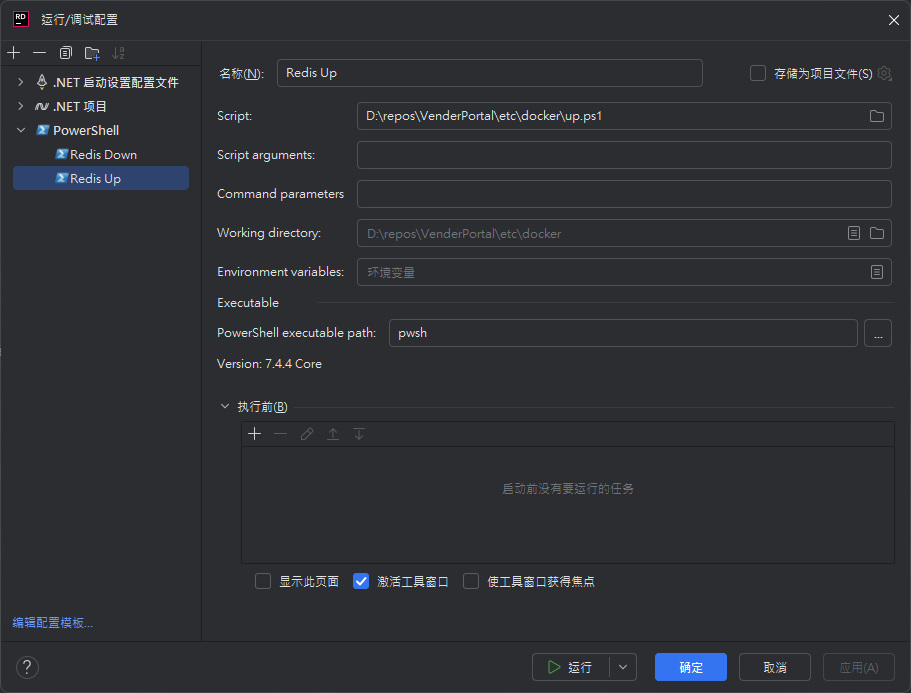 RD 运行/调试配置
.NET 启动设置配置文件
.NET 项目
PowerShell
Redis Down
Redis Up
编辑配置模板...
名称(N): Redis Up 存储为项目文件(S)
Script: D:\repos\VenderPortal\etc\docker\up.ps1
Script arguments:
Command parameters
Working directory: D:\repos\VenderPortal\etc\docker
Environment variables: 环境变量
Executable
PowerShell executable path: pwsh ...
Version: 7.4.4 Core
执行前(B)
启动前没有要运行的任务
显示此页面 激活工具窗口 使工具窗口获得焦点
? 运行 确定 取消 应用(A)